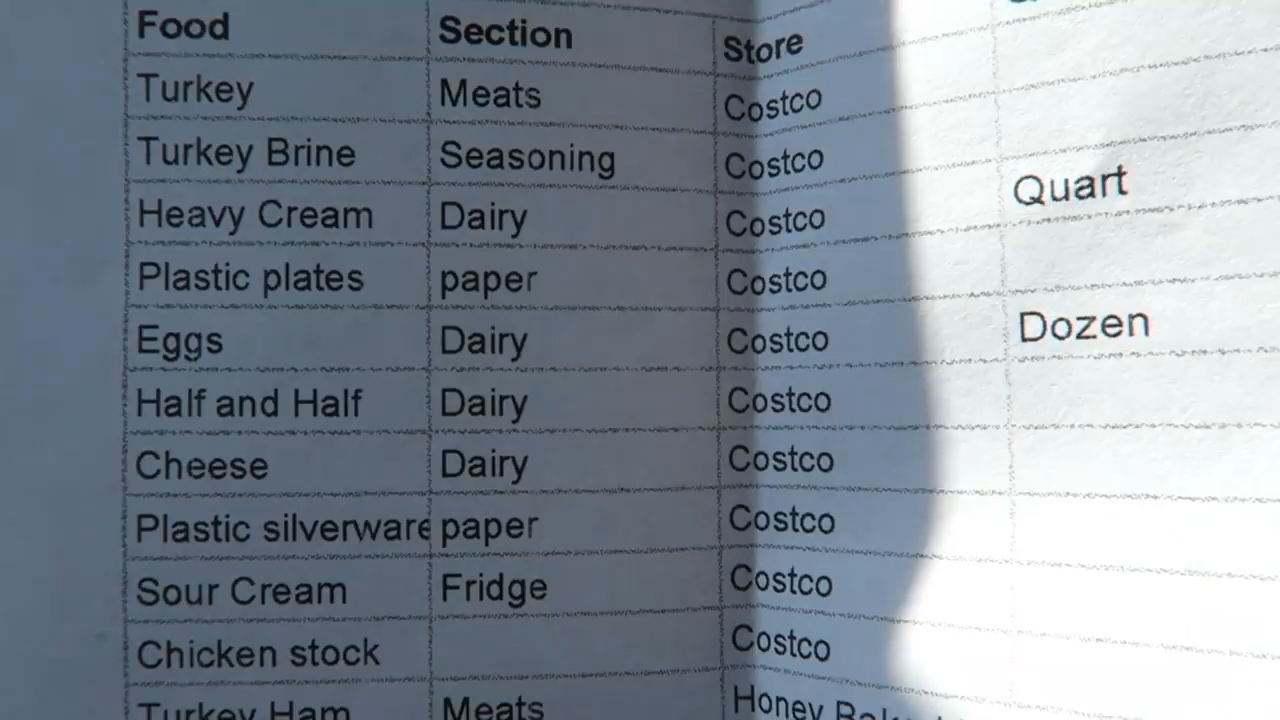 Food Section Store
Turkey Meats Costco
Turkey Brine Seasoning Costco
Heavy Cream Dairy Costco Quart
Plastic plates paper Costco
Eggs Dairy Costco Dozen
Half and Half Dairy Costco
Cheese Dairy Costco
Plastic silverware paper Costco
Sour Cream Fridge Costco
Chicken stock Costco
Turkey Ham Meats Honey